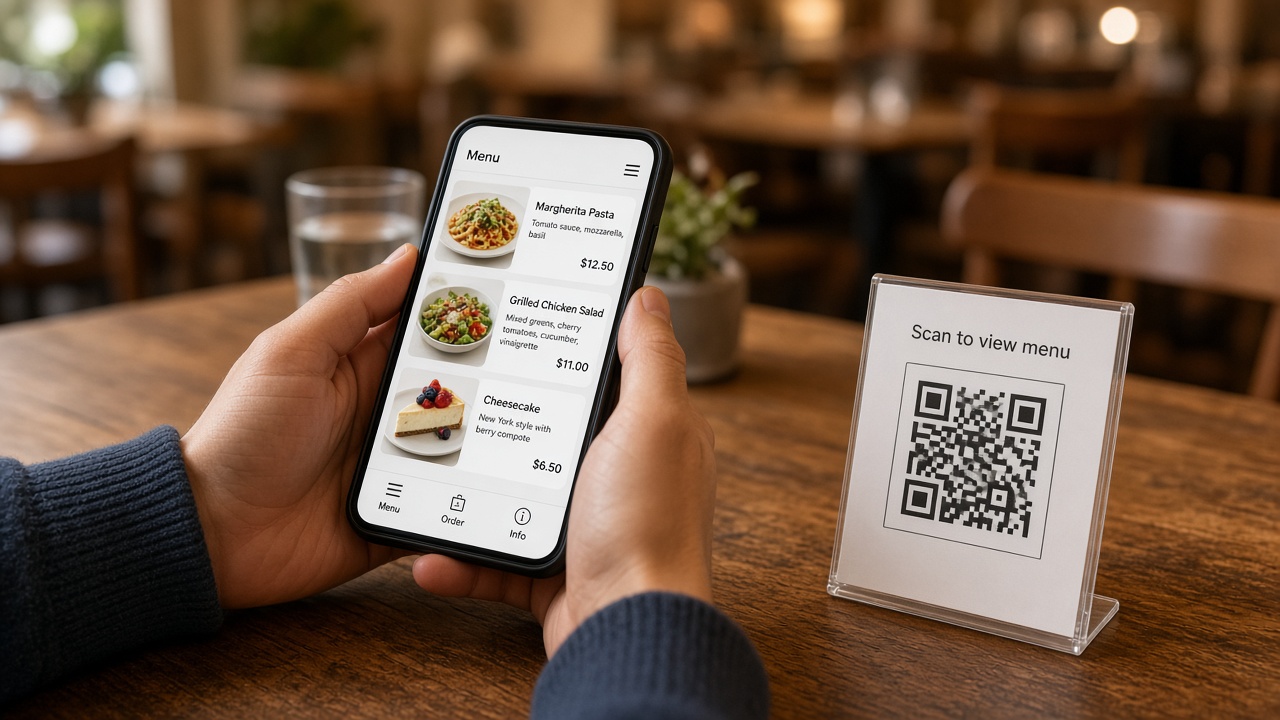 Menu
Margherita Pasta
Tomato sauce, mozzarella,
basil
$12.50
Grilled Chicken Salad
Mixed greens, cherry
tomatoes, cucumber,
vinaigrette
$11.00
Cheesecake
New York style with
berry compote
$6.50
Menu
Order
Info
Scan to view menu